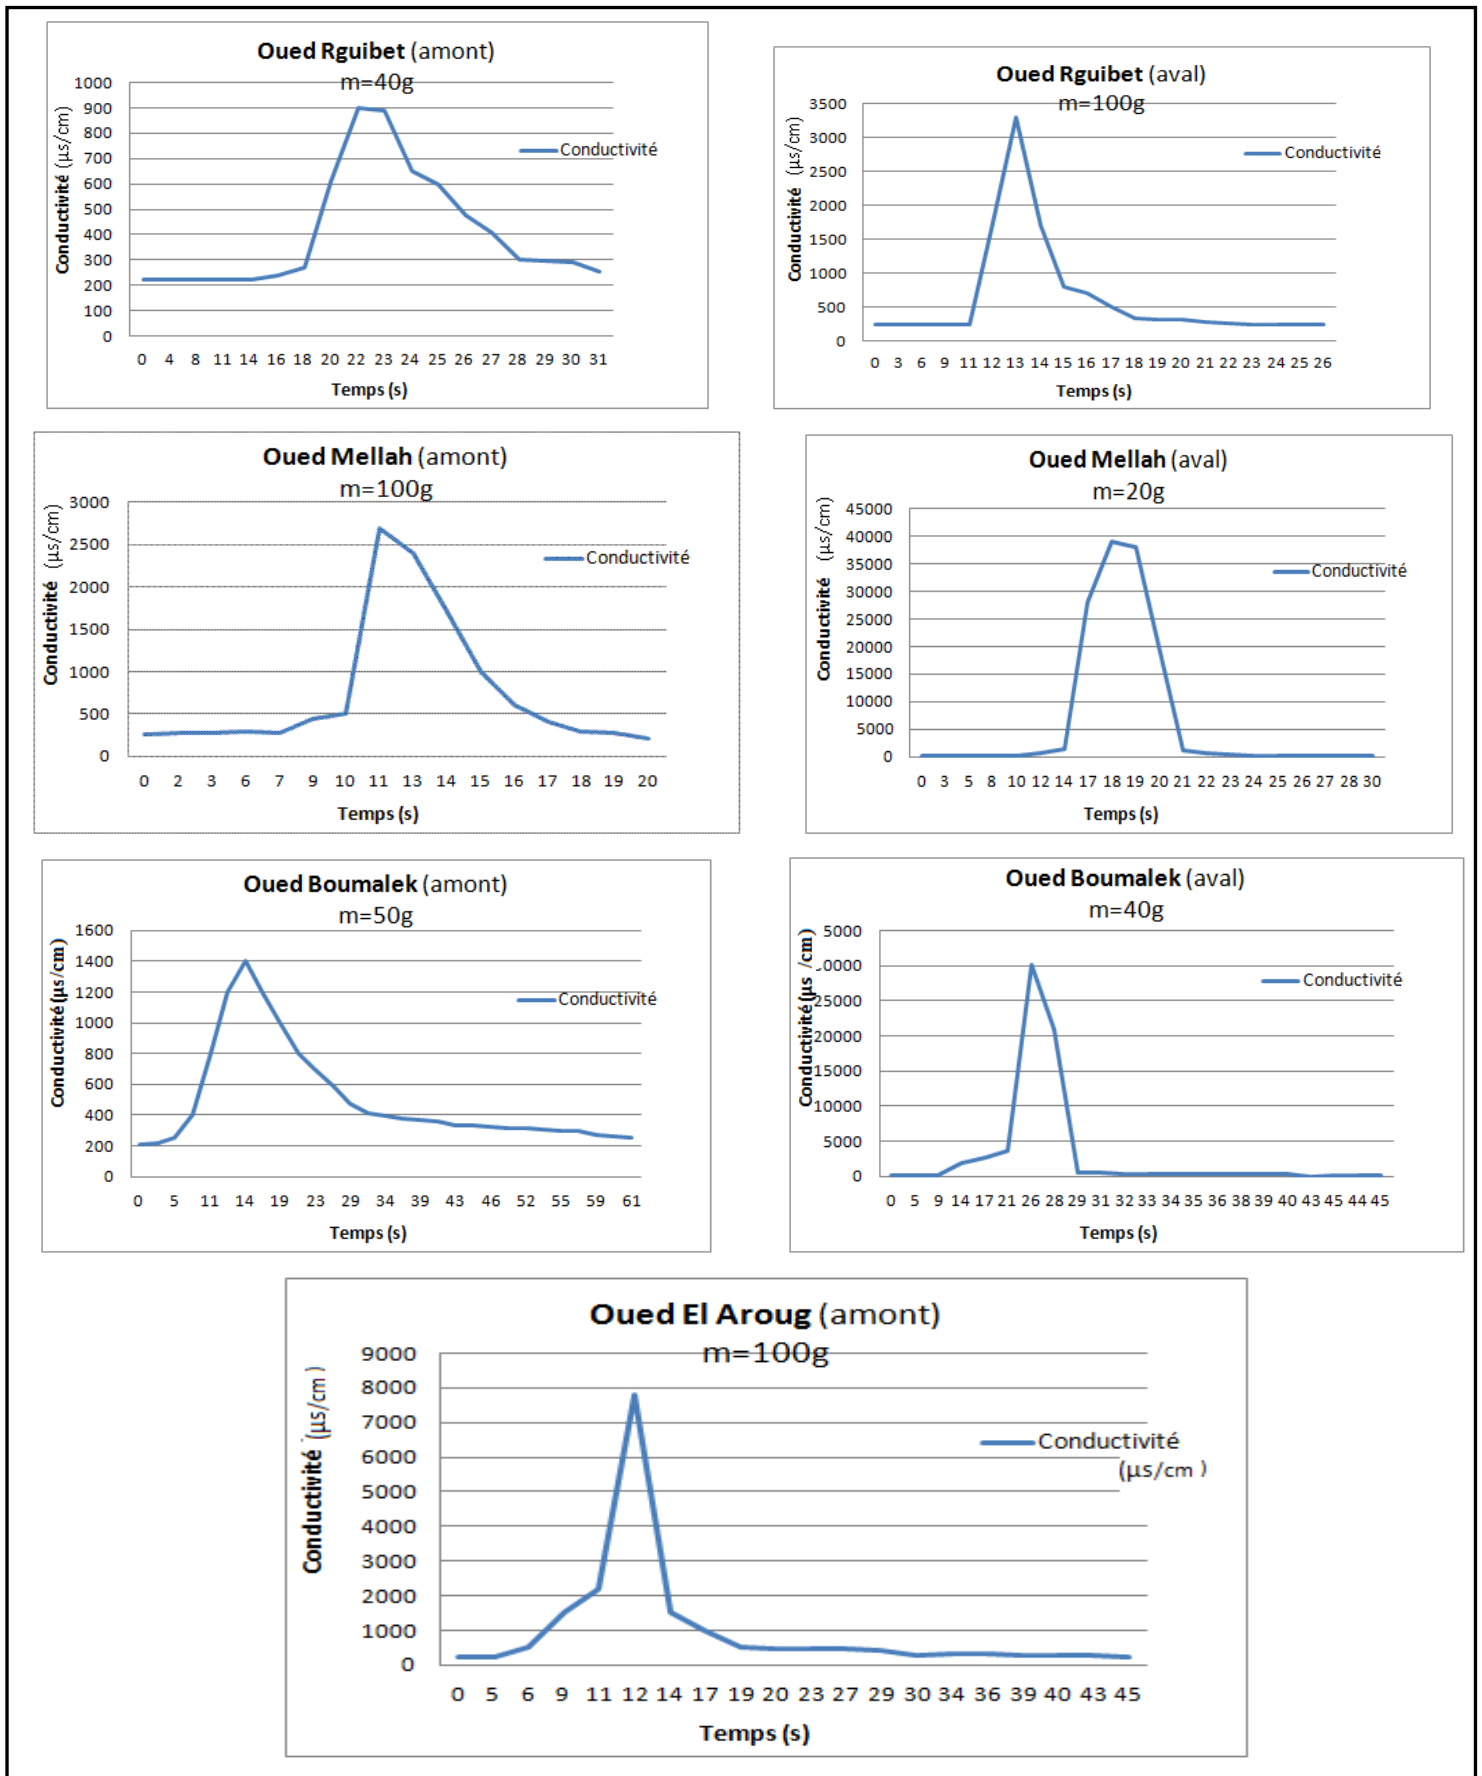 Oued Rguibet (amont)
m=40g
Conductivité (µs/cm)
1000
900
800
700
600
500
400
300
200
100
0
Conductivité
0 4 8 11 14 16 18 20 22 23 24 25 26 27 28 29 30 31
Temps (s)
Oued Rguibet (aval)
m=100g
Conductivité (µs/cm)
3500
3000
2500
2000
1500
1000
500
0
Conductivité
0 3 6 9 11 12 13 14 15 16 17 18 19 20 21 22 23 24 25 26
Temps (s)
Oued Mellah (amont)
m=100g
Conductivité (µs/cm)
3000
2500
2000
1500
1000
500
0
Conductivité
0 2 3 6 7 9 10 11 13 14 15 16 17 18 19 20
Temps (s)
Oued Mellah (aval)
m=20g
Conductivité (µs/cm)
45000
40000
35000
30000
25000
20000
15000
10000
5000
0
Conductivité
0 3 5 8 10 12 14 17 18 19 20 21 22 23 24 25 26 27 28 30
Temps (s)
Oued Boumalek (amont)
m=50g
Conductivité (µs/cm)
1600
1400
1200
1000
800
600
400
200
0
Conductivité
0 5 11 14 19 23 29 34 39 43 46 52 55 59 61
Temps (s)
Oued Boumalek (aval)
m=40g
Conductivité (µs /cm)
5000
0000
25000
20000
15000
10000
5000
0
Conductivité
0 5 9 14 17 21 26 28 29 31 32 33 34 35 36 38 39 40 43 45 44 45
Temps (s)
Oued El Aroug (amont)
m=100g
Conductivité (µs/cm )
9000
8000
7000
6000
5000
4000
3000
2000
1000
0
Conductivité
(µs/cm )
0 5 6 9 11 12 14 17 19 20 23 27 29 30 34 36 39 40 43 45
Temps (s)